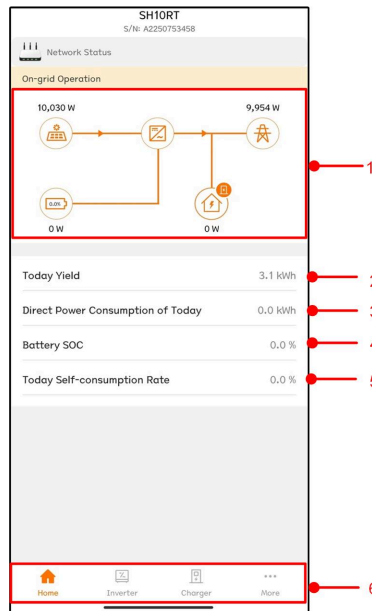 SH10RT
S/N: A2250753458
Network Status
On-grid Operation
10,030 W
9,954 W
0.0%
0 W
0 W
1
Today Yield 3.1 kWh 2
Direct Power Consumption of Today 0.0 kWh 3
Battery SOC 0.0 % 4
Today Self-consumption Rate 0.0 % 5
Home Inverter Charger More 6